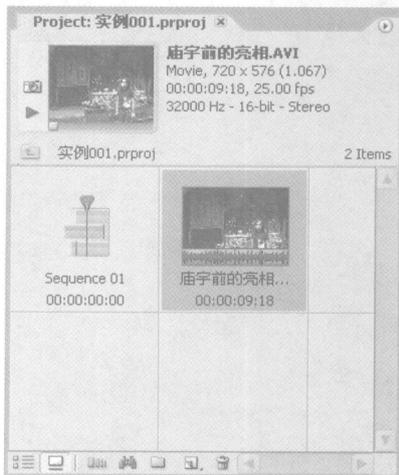 Project: 实例001.prproj ×
庙宇前的亮相.AVI
Movie, 720 x 576 (1.067)
00:00:09:18, 25.00 fps
32000 Hz - 16-bit - Stereo
实例001.prproj
2 Items
Sequence 01
庙宇前的亮相...
00:00:00:00
00:00:09:18